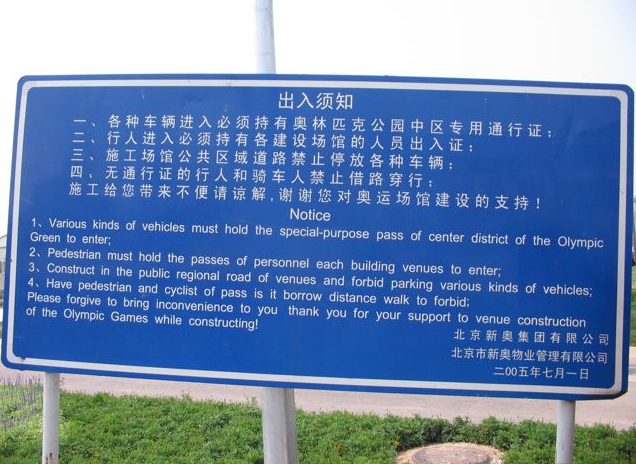 出入须知
一、各种车辆进入必须持有奥林匹克公园中区专用通行证；
二、行人进入必须持有各建设场馆的人员出入证；
三、施工场馆公共区域道路禁止停放各种车辆；
四、无通行证的行人和骑车人禁止借路穿行；
施工给您带来不便请谅解,谢谢您对奥运场馆建设的支持！
Notice
1、Various kinds of vehicles must hold the special-purpose pass of center district of the Olympic
Green to enter;
2、Pedestrian must hold the passes of personnel each building venues to enter;
3、Construct in the public regional road of venues and forbid parking various kinds of vehicles;
4、Have pedestrian and cyclist of pass is it borrow distance walk to forbid;
Please forgive to bring inconvenience to you thank you for your support to venue construction
of the Olympic Games while constructing!
北京新奥集团有限公司
北京市新奥物业管理有限公司
二00五年七月一日